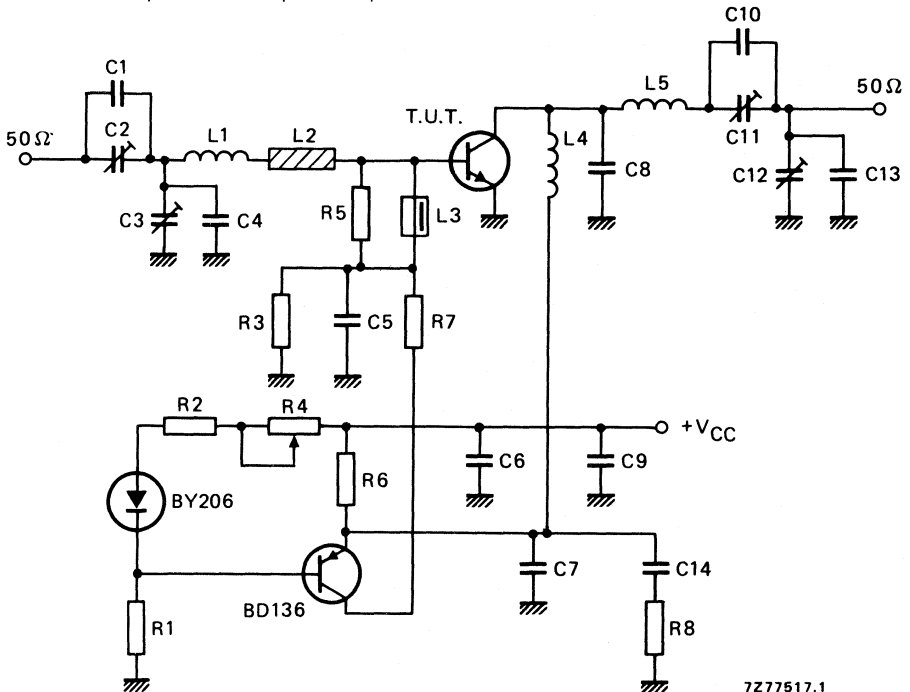 C10
C1
50Ω
C2
L1
L2
T.U.T.
L5
C11
50Ω
L4
C8
C12
C13
C3
C4
R5
L3
R3
C5
R7
R2
R4
+VCC
C6
C9
R6
BY206
C7
C14
BD136
R1
R8
7Z77517.1